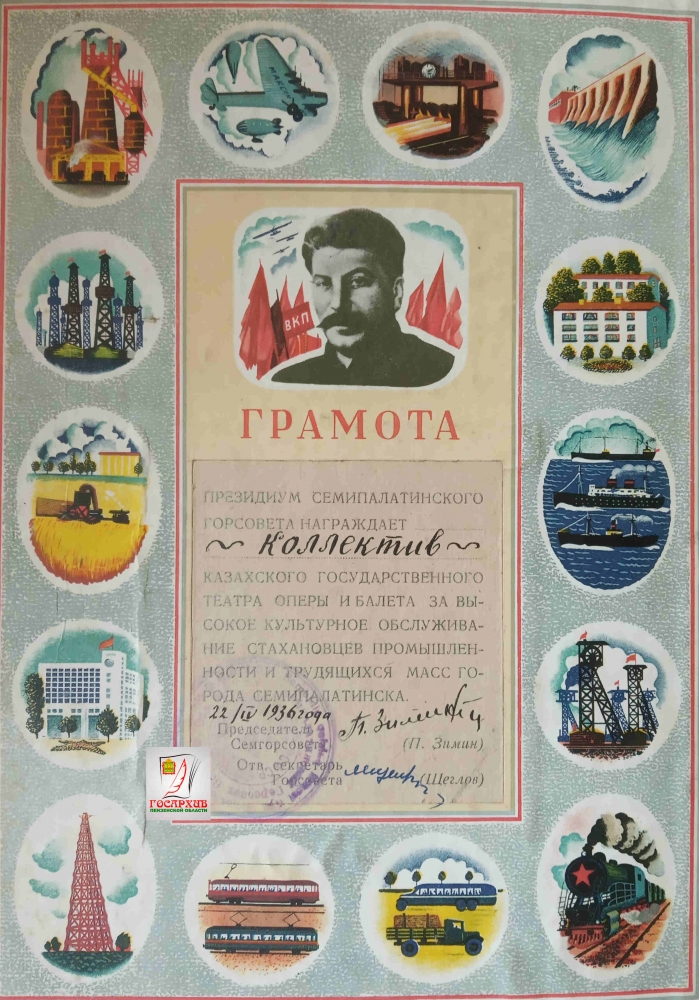 ВКП
ГРАМОТА
ПРЕЗИДИУМ СЕМИПАЛАТИНСКОГО
ГОРСОВЕТА НАГРАЖДАЕТ
~ Коллектив ~
КАЗАХСКОГО ГОСУДАРСТВЕННОГО
ТЕАТРА ОПЕРЫ И БАЛЕТА ЗА ВЫ-
СОКОЕ КУЛЬТУРНОЕ ОБСЛУЖИВА-
НИЕ СТАХАНОВЦЕВ ПРОМЫШЛЕН-
НОСТИ И ТРУДЯЩИХСЯ МАСС ГО-
РОДА СЕМИПАЛАТИНСКА.
22/IV 1936 года
Председатель
Семгорсовета
(П. Зимин)
Отв. секретарь
Горсовета
(Щеглов)
ГОСАРХИВ
ПЕНЗЕНСКОЙ ОБЛАСТИ